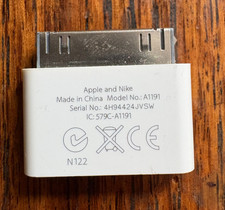 Apple and Nike
Made in China Model No.: A1191
Serial No.: 4H94424JVSW
IC: 579C-A1191
N122